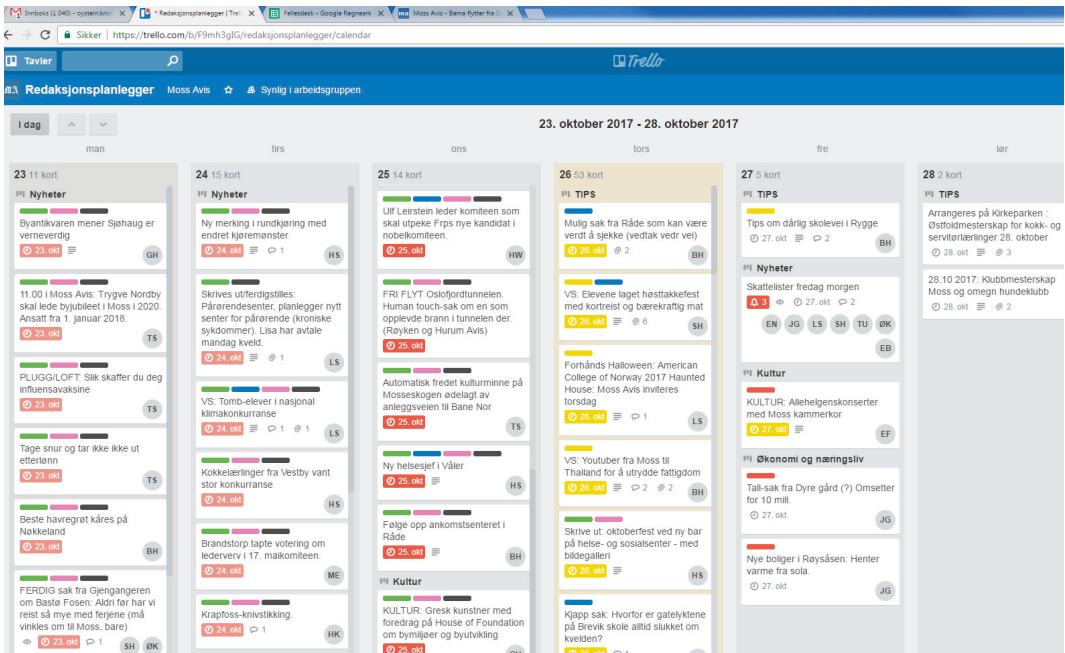 Innboks (1 040) - oystein.krist
* Redaksjonsplanlegger | Trel
Fellesdesk - Google Regneark
Moss Avis - Bama flytter fra S
Sikker | https://trello.com/b/F9mh3gIG/redaksjonsplanlegger/calendar
Tavler
Trello
Redaksjonsplanlegger Moss Avis Synlig i arbeidsgruppen
I dag
23. oktober 2017 - 28. oktober 2017
man
tirs
ons
tors
fre
lør
23 11 kort
Nyheter
Byantikvaren mener Sjøhaug er
verneverdig
23. okt
GH
11.00 i Moss Avis: Trygve Nordby
skal lede byjubileet i Moss i 2020.
Ansatt fra 1. januar 2018.
23. okt
TS
PLUGG/LOFT: Slik skaffer du deg
influensavaksine
23. okt
TS
Tage snur og tar ikke ikke ut
etterlønn
23. okt
TS
Beste havregrøt kåres på
Nøkkeland
23. okt
BH
FERDIG sak fra Gjengangeren
om Bastø Fosen: Aldri før har vi
reist så mye med ferjene (må
vinkles om til Moss, bare)
23. okt 1
SH ØK
24 15 kort
Nyheter
Ny merking i rundkjøring med
endret kjøremønster
24. okt 1
HS
Skrives ut/ferdigstilles:
Pårørendesenter, planlegger nytt
senter for pårørende (kroniske
sykdommer). Lisa har avtale
mandag kveld.
24. okt 1
LS
VS: Tomb-elever i nasjonal
klimakonkurranse
24. okt 1 1
LS
Kokkelærlinger fra Vestby vant
stor konkurranse
24. okt
HS
Brandstorp tapte votering om
lederverv i 17. maikomiteen.
24. okt
ME
Krapfoss-knivstikking.
24. okt 1
HK
25 14 kort
Ulf Leirstein leder komiteen som
skal utpeke Frps nye kandidat i
nobelkomiteen.
25. okt
HW
FRI FLYT Oslofjordtunnelen.
Human touch-sak om en som
opplevde brann i tunnelen der.
(Røyken og Hurum Avis)
25. okt
Automatisk fredet kulturminne på
Mosseskogen ødelagt av
anleggsveien til Bane Nor
25. okt
TS
Ny helsesjef i Våler
25. okt
HS
Følge opp ankomstsenteret i
Råde
25. okt
BH
Kultur
KULTUR: Gresk kunstner med
foredrag på House of Foundation
om bymiljøer og byutvikling
25. okt
26 53 kort
TIPS
Mulig sak fra Råde som kan være
verdt å sjekke (vedtak vedr vei)
26. okt 2
BH
VS: Elevene laget høsttakkefest
med kortreist og bærekraftig mat
26. okt 6
SH
Forhånds Halloween: American
College of Norway 2017 Haunted
House: Moss Avis inviteres
torsdag
26. okt 1
LS
VS: Youtuber fra Moss til
Thailand for å utrydde fattigdom
26. okt 2 2
BH
Skrive ut: oktoberfest ved ny bar
på helse- og sosialsenter - med
bildegalleri
26. okt
HS
Kjapp sak: Hvorfor er gatelyktene
på Brevik skole alltid slukket om
kvelden?
26. okt
27 5 kort
TIPS
Tips om dårlig skolevei i Rygge
27. okt 2
BH
Nyheter
Skattelister fredag morgen
3 27. okt 2
EN JG LS SH TU ØK
EB
Kultur
KULTUR: Allehelgenskonserter
med Moss kammerkor
27. okt
EF
Økonomi og næringsliv
Tall-sak fra Dyre gård (?) Omsetter
for 10 mill.
27. okt
JG
Nye boliger i Røysåsen: Henter
varme fra sola.
27. okt
JG
28 2 kort
TIPS
Arrangeres på Kirkeparken :
Østfoldmesterskap for kokk- og
servitørlærlinger 28. oktober
28. okt 3
28.10 2017: Klubbmesterskap
Moss og omegn hundeklubb
28. okt 2